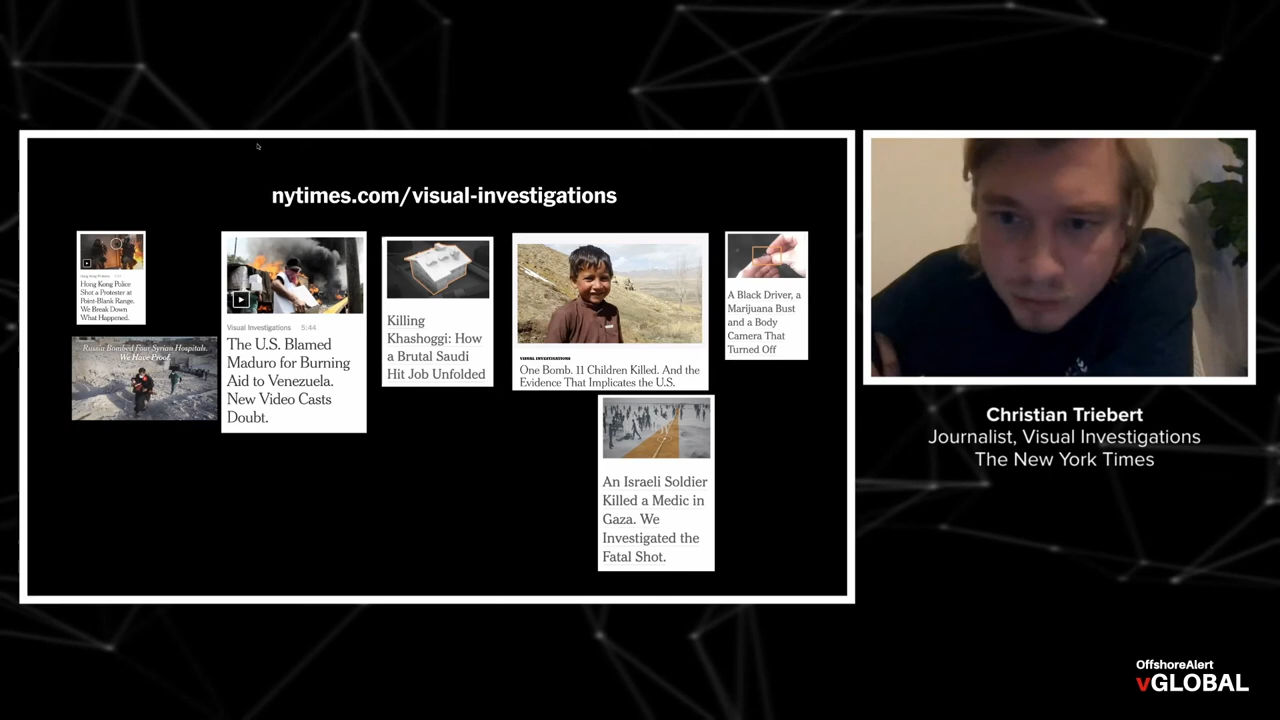 nytimes.com/visual-investigations
Hong Kong Police
Shot a Protester at
Point-Blank Range.
We Break Down
What Happened.
Russia Bombed Four Syrian Hospitals.
We Have Proof.
Visual Investigations 5:44
The U.S. Blamed
Maduro for Burning
Aid to Venezuela.
New Video Casts
Doubt.
Killing
Khashoggi: How
a Brutal Saudi
Hit Job Unfolded
VISUAL INVESTIGATIONS
One Bomb. 11 Children Killed. And the
Evidence That Implicates the U.S.
An Israeli Soldier
Killed a Medic in
Gaza. We
Investigated the
Fatal Shot.
A Black Driver, a
Marijuana Bust
and a Body
Camera That
Turned Off
Christian Triebert
Journalist, Visual Investigations
The New York Times
OffshoreAlert
vGLOBAL